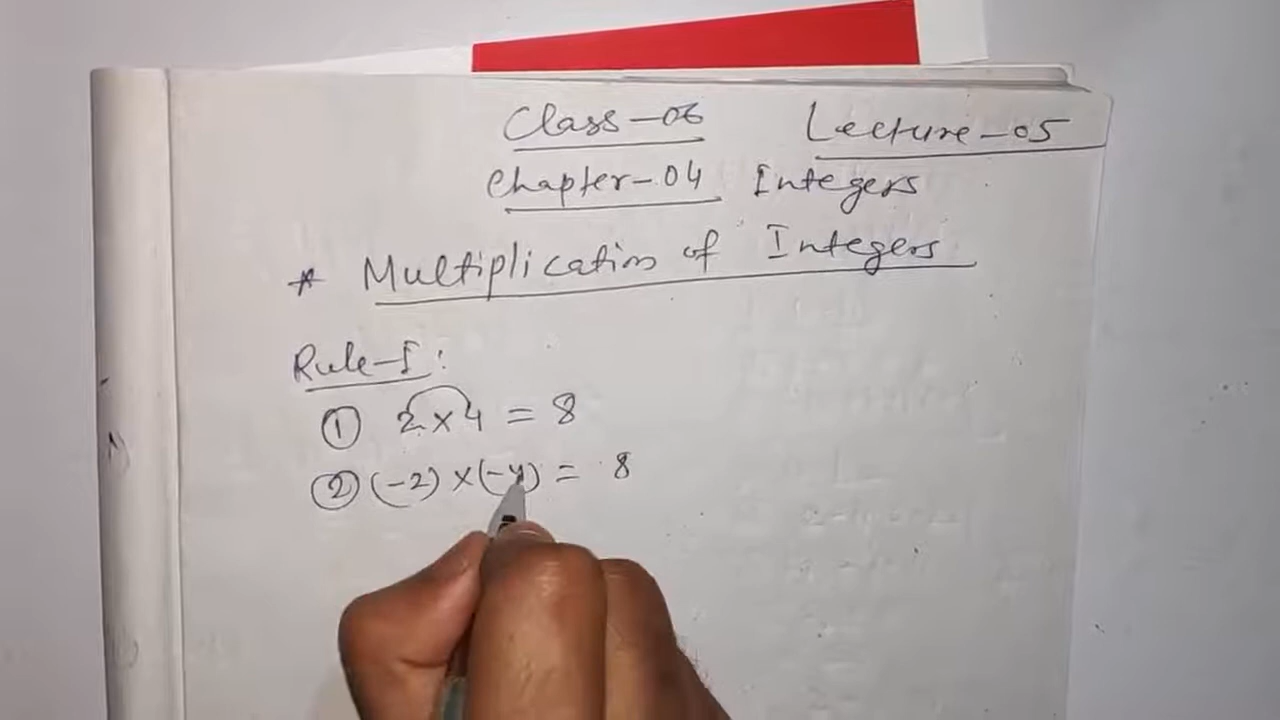 Class-06 Lecture-05
Chapter-04 Integers
* Multiplication of Integers
Rule-I:
① 2×4 = 8
② (-2)×(-4) = 8